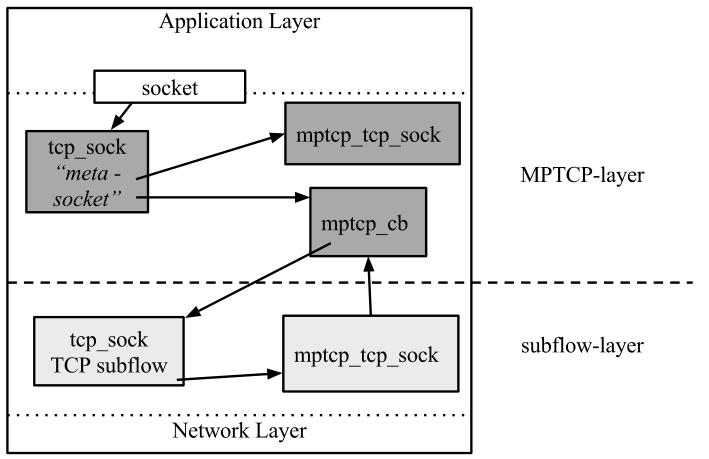 Application Layer
socket
tcp_sock
“meta -
socket”
mptcp_tcp_sock
MPTCP-layer
mptcp_cb
tcp_sock
TCP subflow
mptcp_tcp_sock
subflow-layer
Network Layer